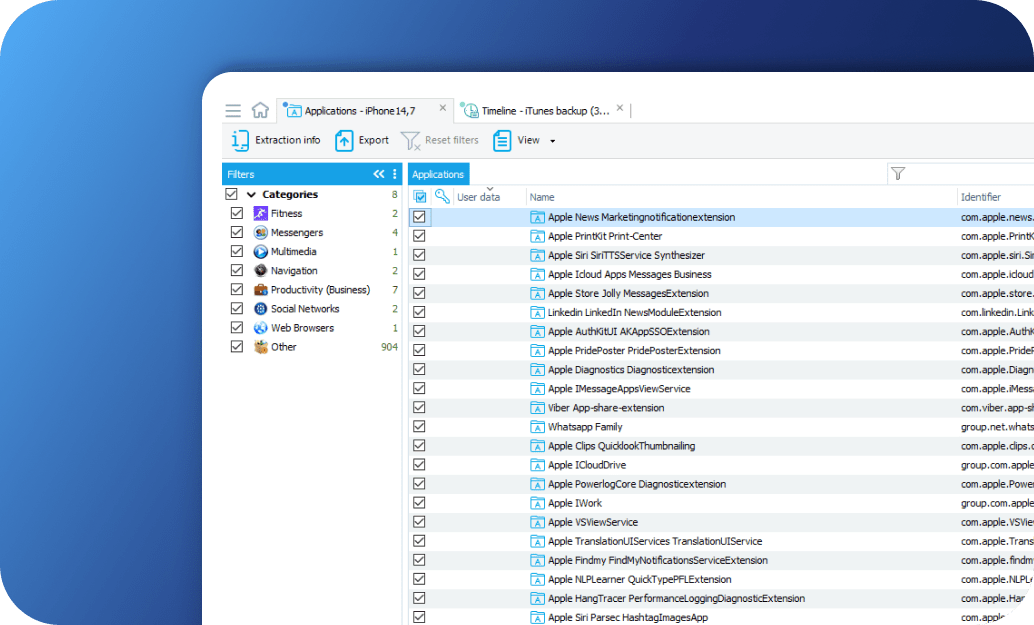 Applications - iPhone14,7 Timeline - iTunes backup (3...
Extraction info Export Reset filters View
Filters Applications
Categories 8
Fitness 2
Messengers 4
Multimedia 1
Navigation 2
Productivity (Business) 7
Social Networks 2
Web Browsers 1
Other 904
User data Name Identifier
Apple News Marketingnotificationextension com.apple.news.
Apple PrintKit Print-Center com.apple.PrintK
Apple Siri SiriTTSService Synthesizer com.apple.siri.Si
Apple Icloud Apps Messages Business com.apple.icloud
Apple Store Jolly MessagesExtension com.apple.store.
Linkedin LinkedIn NewsModuleExtension com.linkedin.Link
Apple AuthKitUI AKAppSSOExtension com.apple.AuthK
Apple PridePoster PridePosterExtension com.apple.PrideP
Apple Diagnostics Diagnosticextension com.apple.Diagn
Apple IMessageAppsViewService com.apple.iMess
Viber App-share-extension com.viber.app-sh
Whatsapp Family group.net.whats
Apple Clips QuicklookThumbnailing com.apple.clips.
Apple ICloudDrive group.com.apple
Apple PowerlogCore Diagnosticextension com.apple.Power
Apple IWork group.com.apple
Apple VSViewService com.apple.VSVie
Apple TranslationUIServices TranslationUIService com.apple.Trans
Apple Findmy FindMyNotificationsServiceExtension com.apple.findmy
Apple NLPLearner QuickTypePFLExtension com.apple.NLPL
Apple HangTracer PerformanceLoggingDiagnosticExtension com.apple.Han
Apple Siri Parsec HashtagImagesApp com.apple